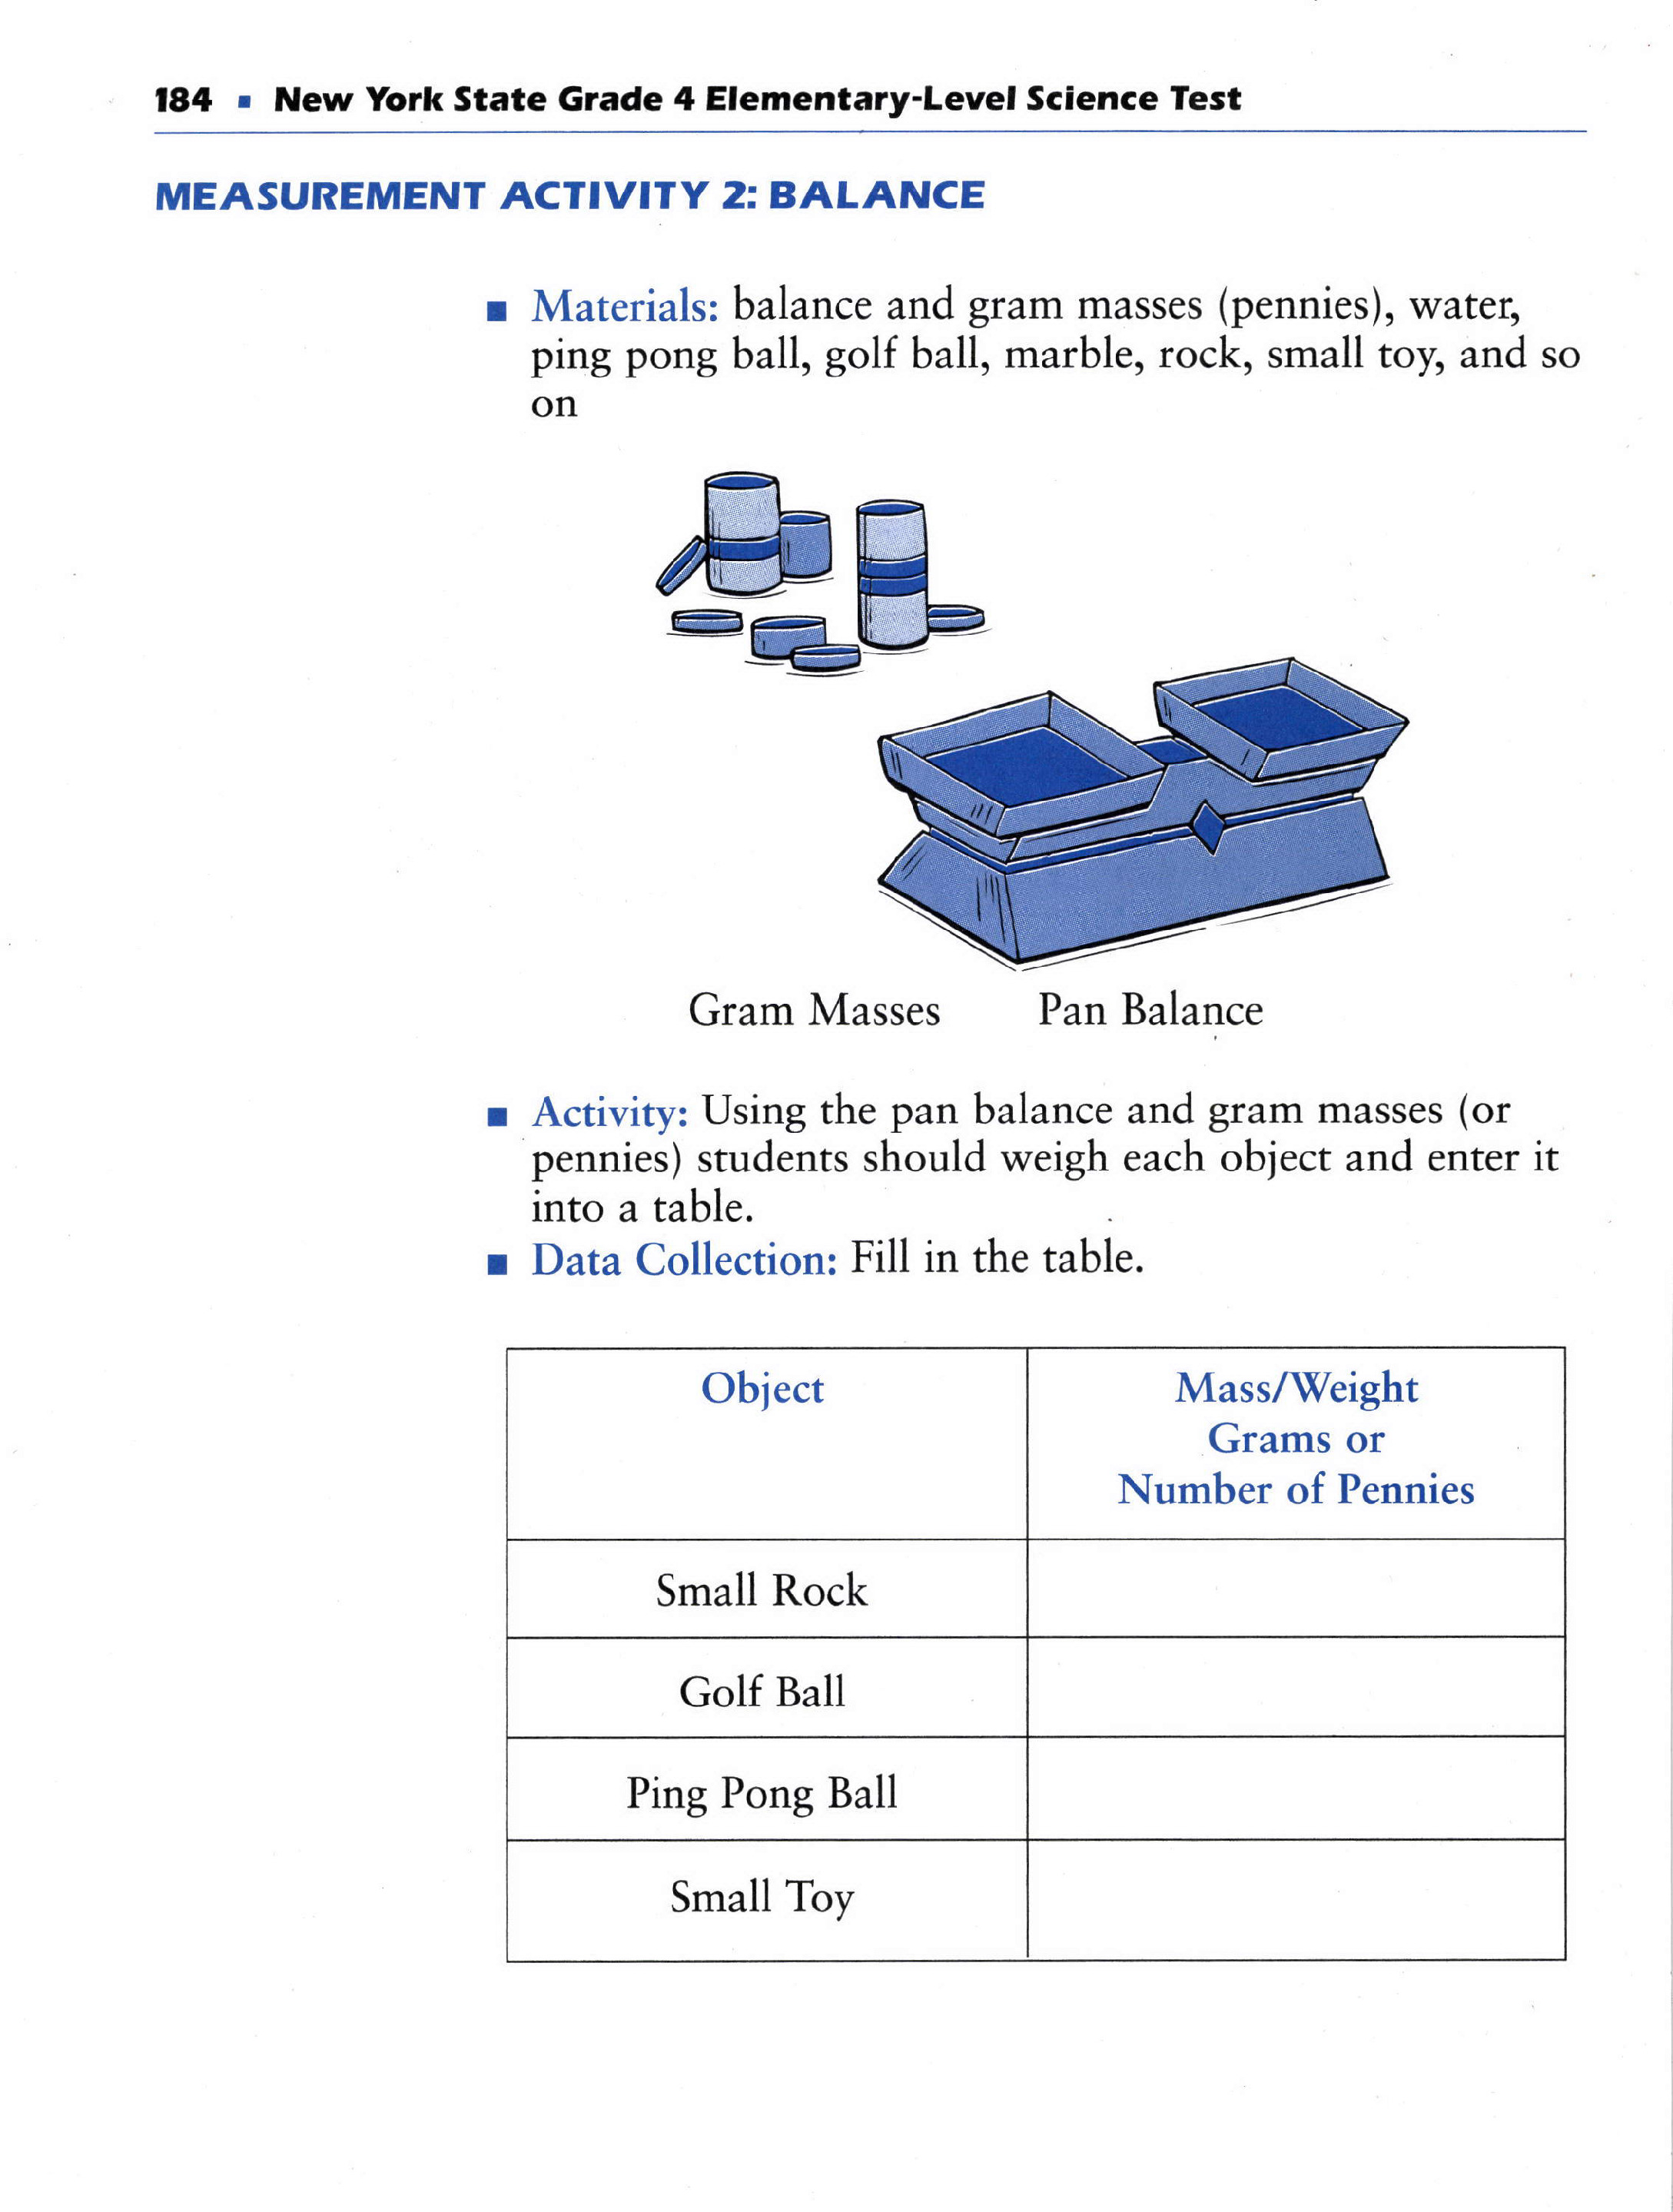 184 ▪ New York State Grade 4 Elementary-Level Science Test
MEASUREMENT ACTIVITY 2: BALANCE
▪ Materials: balance and gram masses (pennies), water,
ping pong ball, golf ball, marble, rock, small toy, and so
on
Gram Masses Pan Balance
▪ Activity: Using the pan balance and gram masses (or
pennies) students should weigh each object and enter it
into a table.
▪ Data Collection: Fill in the table.
Object
Mass/Weight
Grams or
Number of Pennies
Small Rock
Golf Ball
Ping Pong Ball
Small Toy